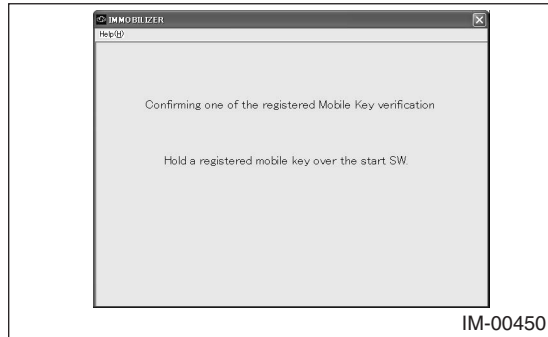 IMMOBILIZER
Help(H)
Confirming one of the registered Mobile Key verification
Hold a registered mobile key over the start SW.
IM-00450